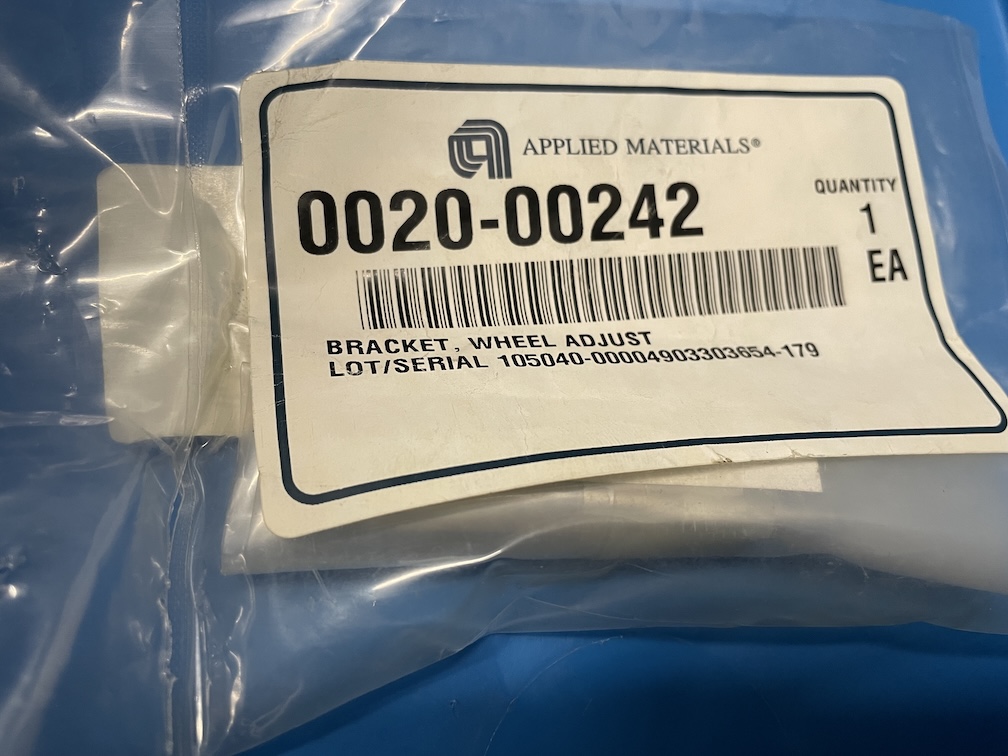 APPLIED MATERIALS®
0020-00242
QUANTITY
1
EA
BRACKET, WHEEL ADJUST
LOT/SERIAL 105040-00004903303654-179